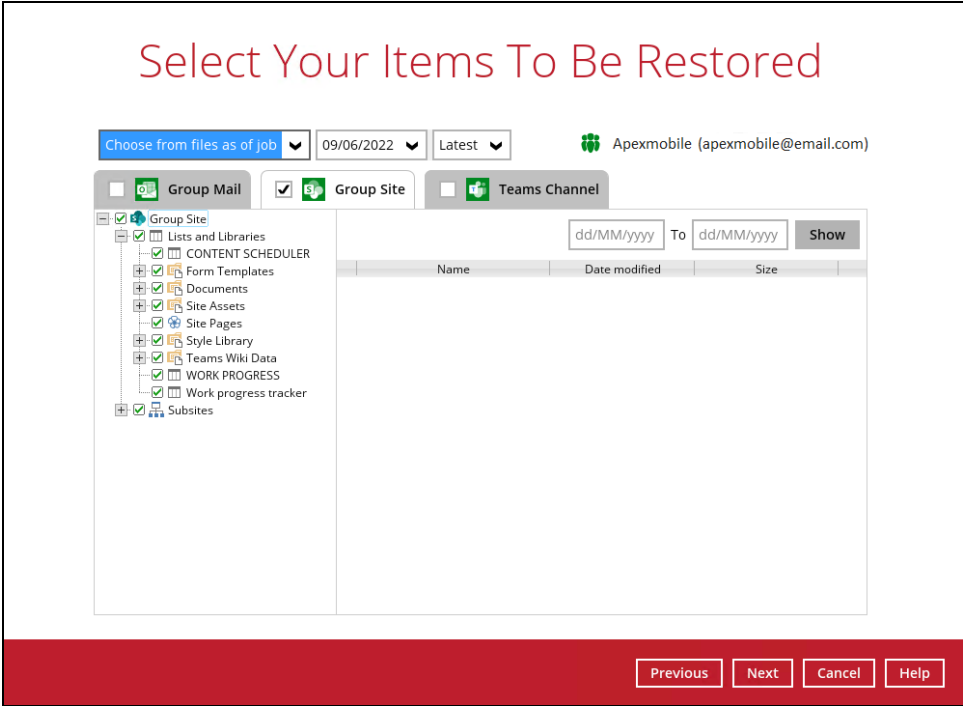 Select Your Items To Be Restored
Choose from files as of job 09/06/2022 Latest Apexmobile (apexmobile@email.com)
Group Mail Group Site Teams Channel
Group Site
Lists and Libraries
CONTENT SCHEDULER
Form Templates
Documents
Site Assets
Site Pages
Style Library
Teams Wiki Data
WORK PROGRESS
Work progress tracker
Subsites
dd/MM/yyyy To dd/MM/yyyy Show
Name Date modified Size
Previous Next Cancel Help